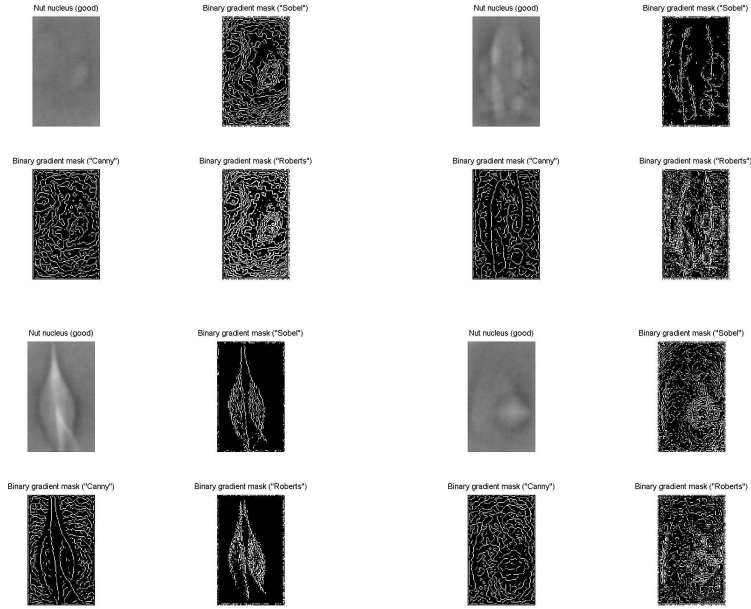 Nut nucleus (good)
Binary gradient mask ("Sobel")
Nut nucleus (good)
Binary gradient mask ("Sobel")
Binary gradient mask ("Canny")
Binary gradient mask ("Roberts")
Binary gradient mask ("Canny")
Binary gradient mask ("Roberts")
Nut nucleus (good)
Binary gradient mask ("Sobel")
Nut nucleus (good)
Binary gradient mask ("Sobel")
Binary gradient mask ("Canny")
Binary gradient mask ("Roberts")
Binary gradient mask ("Canny")
Binary gradient mask ("Roberts")